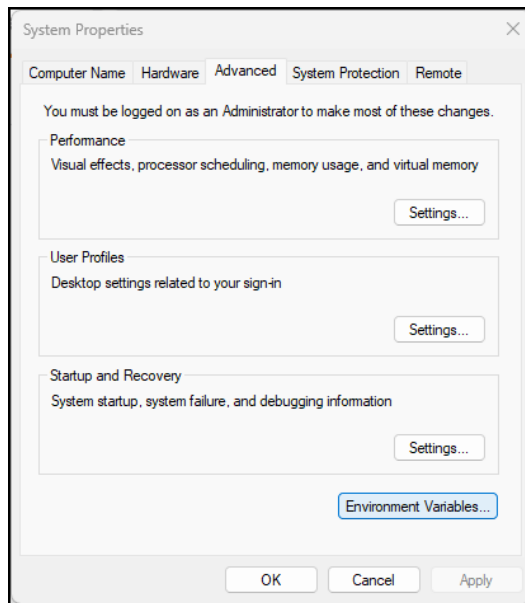 System Properties
Computer Name Hardware Advanced System Protection Remote
You must be logged on as an Administrator to make most of these changes.
Performance
Visual effects, processor scheduling, memory usage, and virtual memory
Settings...
User Profiles
Desktop settings related to your sign-in
Settings...
Startup and Recovery
System startup, system failure, and debugging information
Settings...
Environment Variables...
OK Cancel Apply